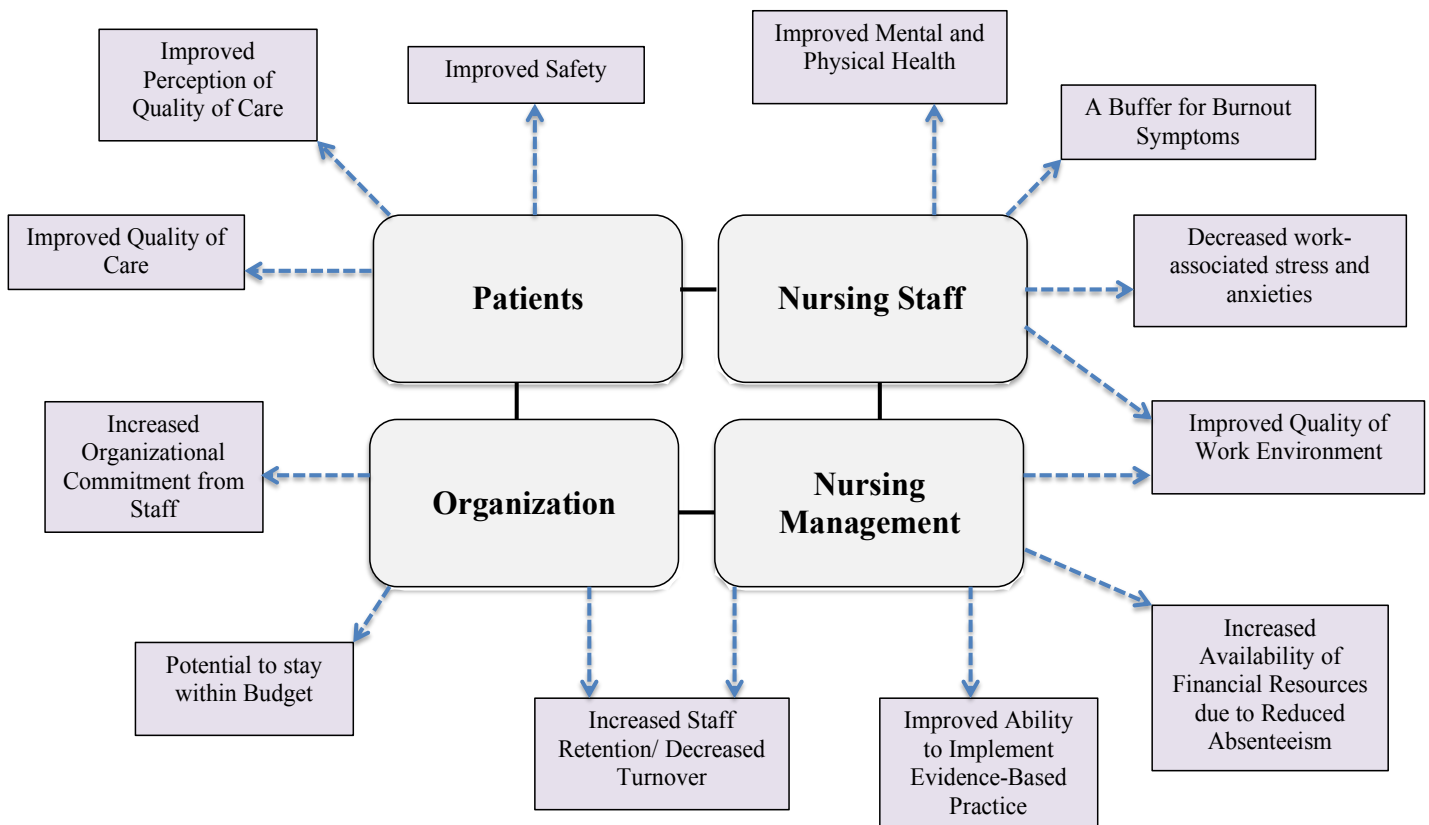 Improved
Perception of
Quality of Care
Improved Safety
Improved Mental and
Physical Health
A Buffer for Burnout
Symptoms
Improved Quality of
Care
Patients
Nursing Staff
Decreased work-
associated stress and
anxieties
Increased
Organizational
Commitment from
Staff
Organization
Nursing
Management
Improved Quality of
Work Environment
Potential to stay
within Budget
Increased Staff
Retention/ Decreased
Turnover
Improved Ability
to Implement
Evidence-Based
Practice
Increased
Availability of
Financial Resources
due to Reduced
Absenteeism